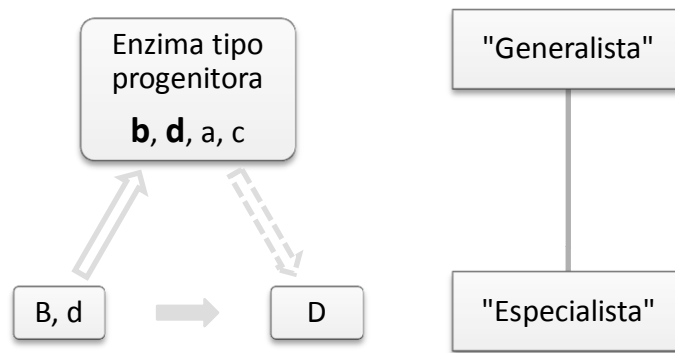 Enzima tipo
progenitora
b, d, a, c
"Generalista"
B, d
D
"Especialista"